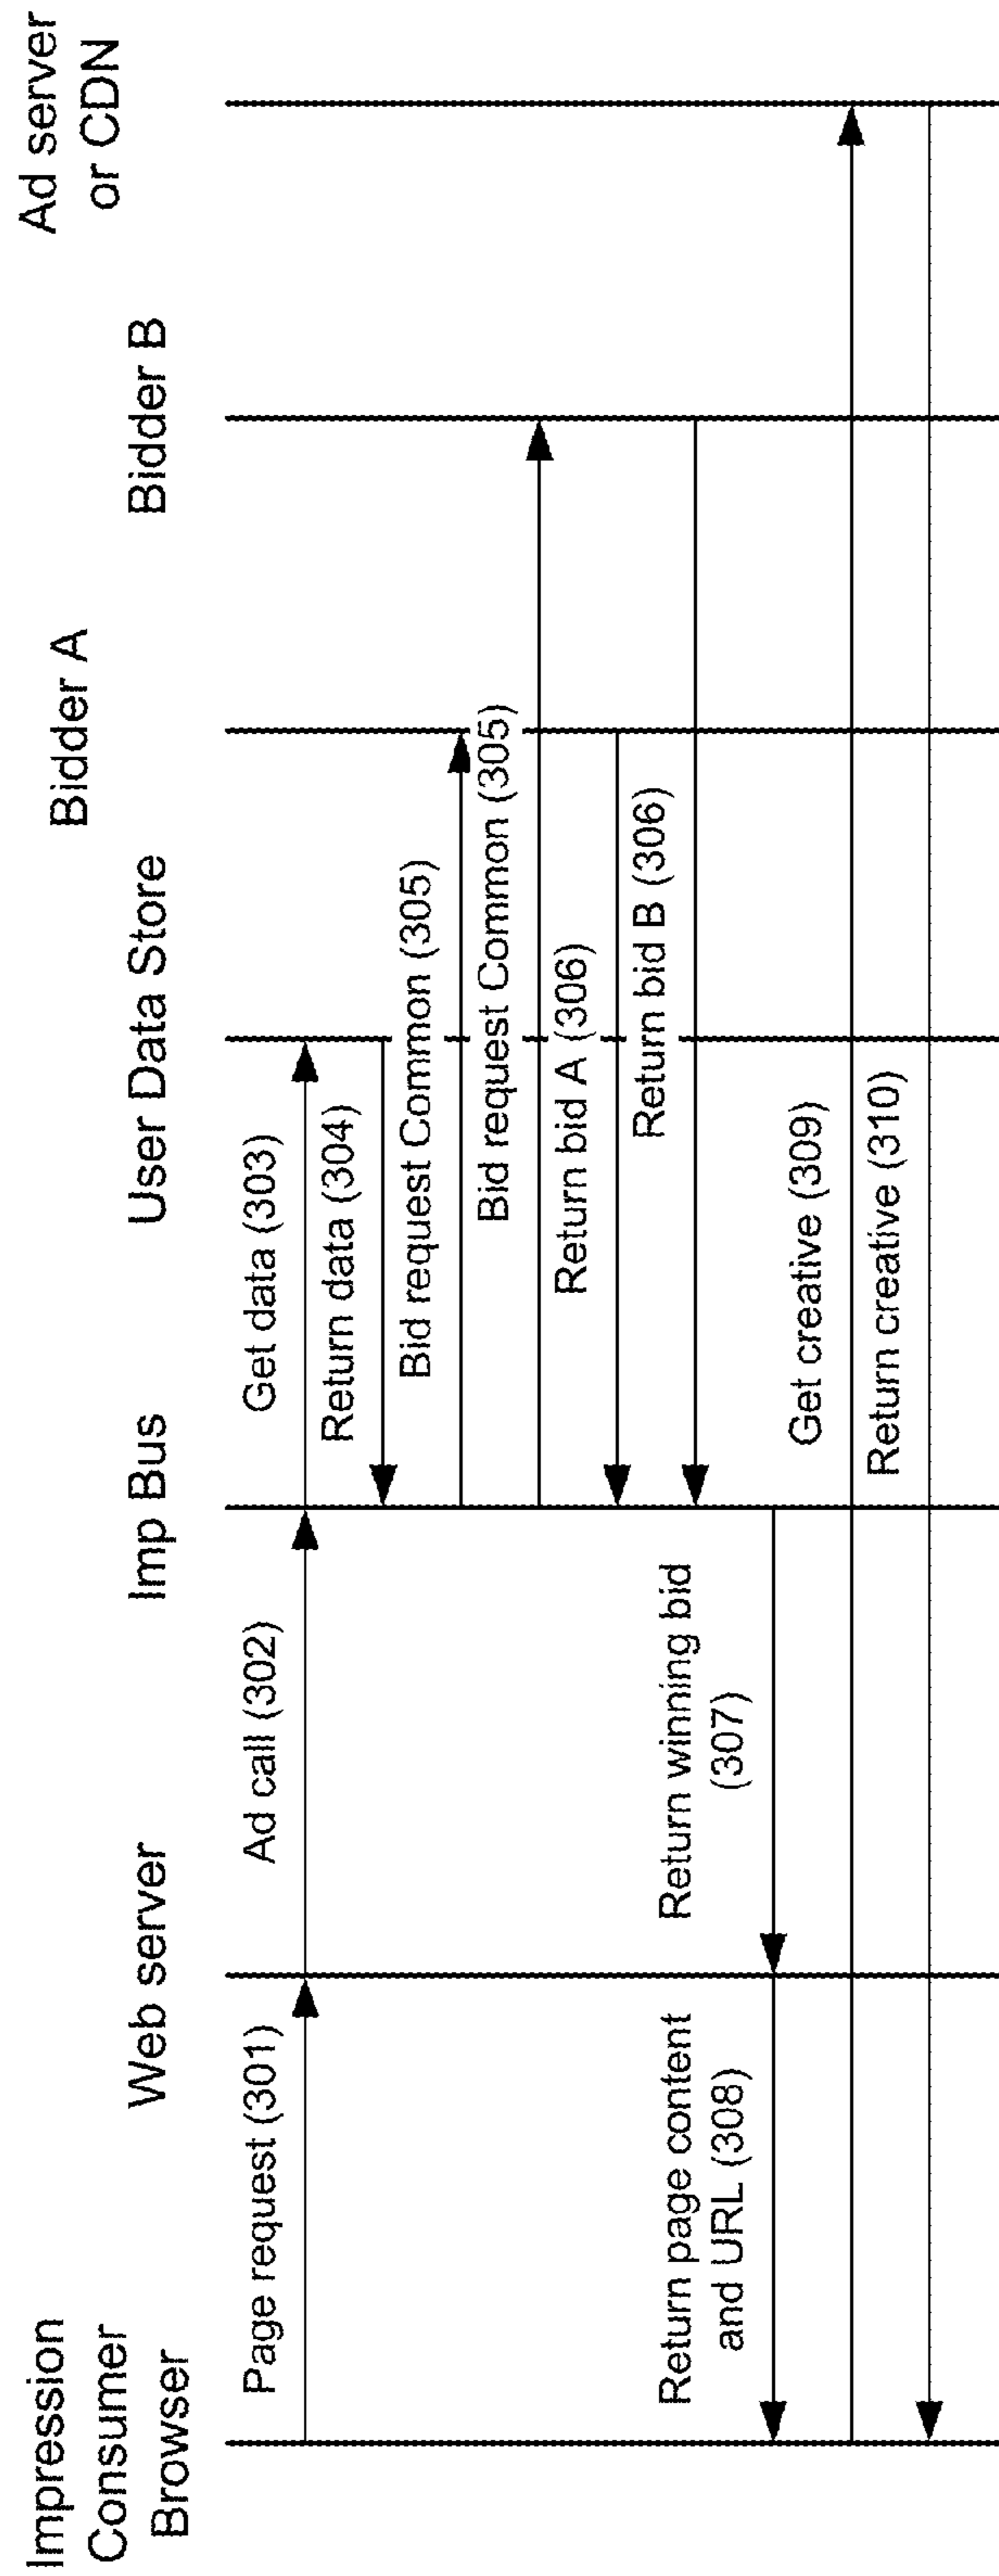 Impression
Consumer
Browser
Web server
Imp Bus
User Data Store
Bidder A
Bidder B
Ad server
or CDN
Page request (301)
Ad call (302)
Get data (303)
Return data (304)
Bid request Common (305)
Bid request Common (305)
Return bid A (306)
Return bid B (306)
Return winning bid
(307)
Return page content
and URL (308)
Get creative (309)
Return creative (310)